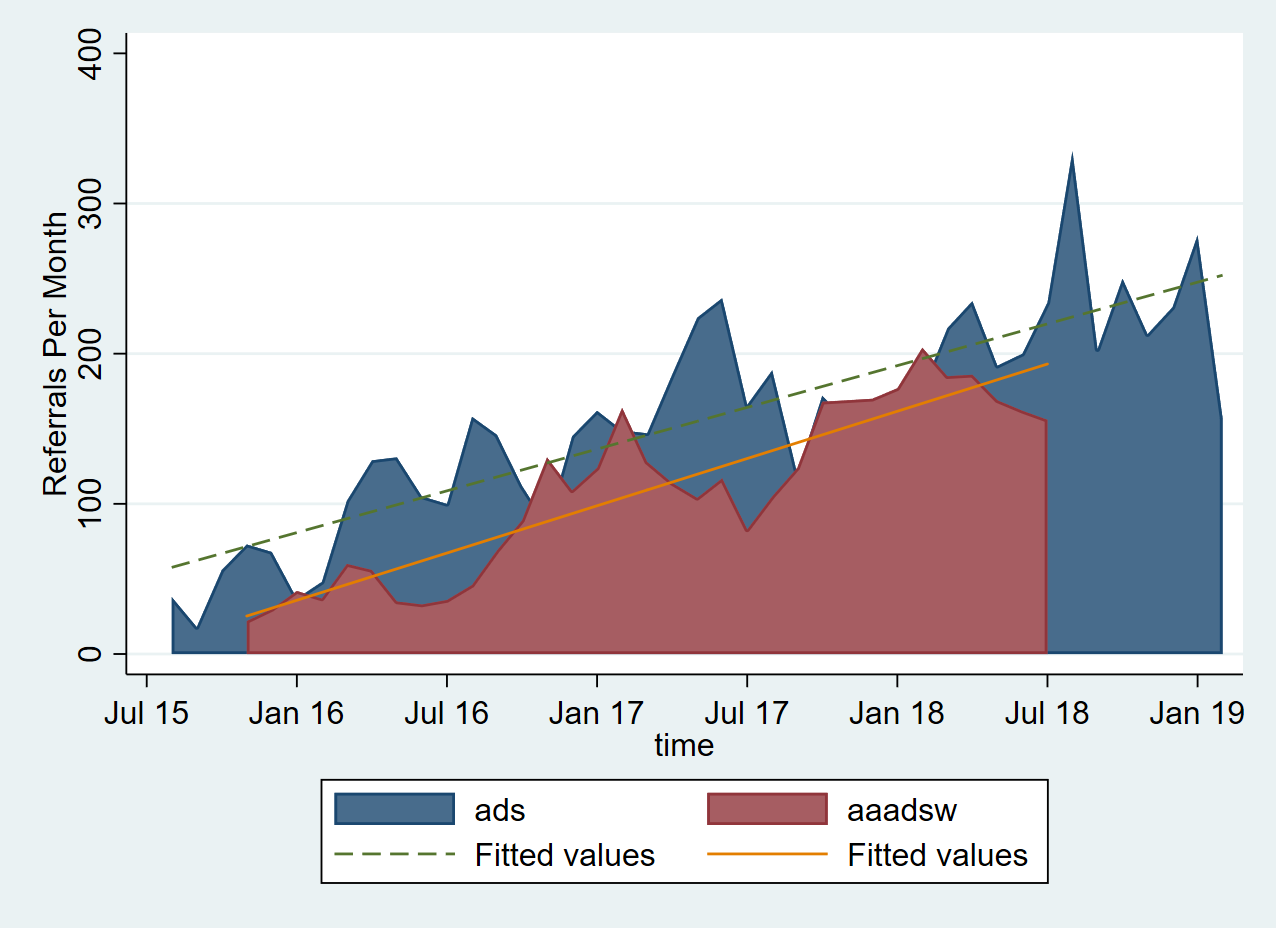 400
300
200
100
0
Referrals Per Month
Jul 15 Jan 16 Jul 16 Jan 17 Jul 17 Jan 18 Jul 18 Jan 19
time
ads aaadsw
Fitted values Fitted values